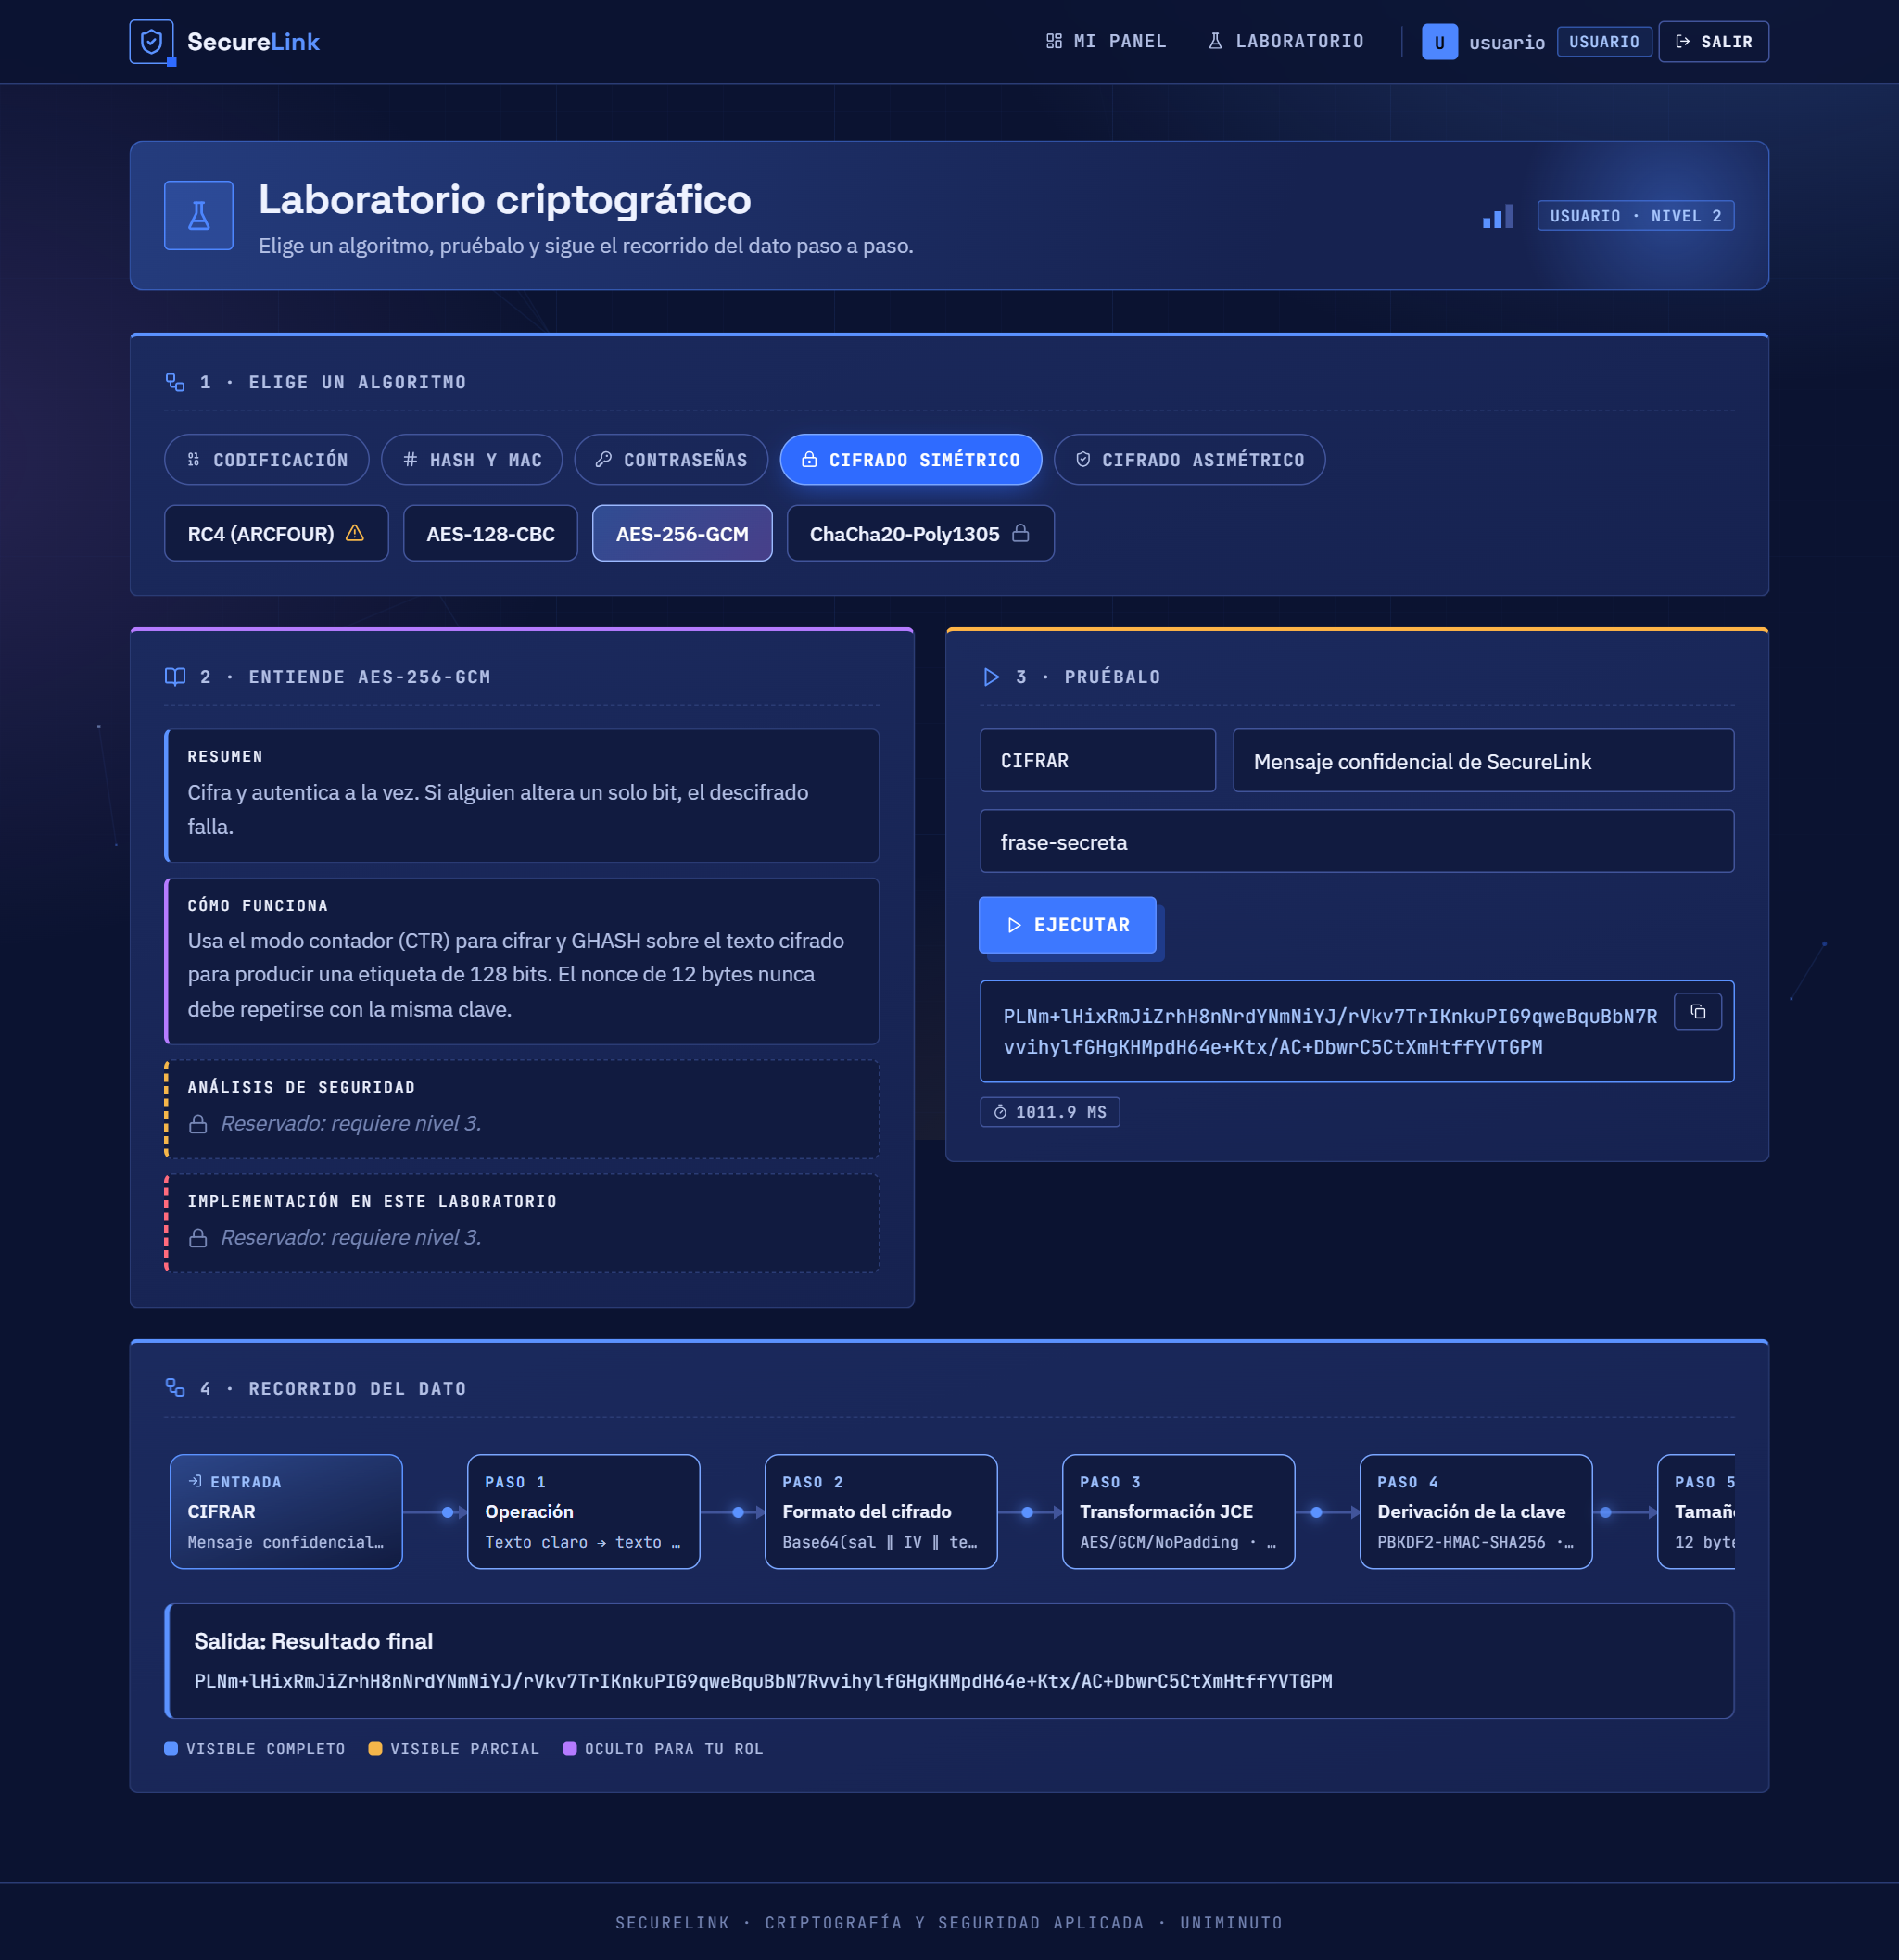 SecureLink
MI PANEL
LABORATORIO
U
usuario
USUARIO
SALIR
Laboratorio criptográfico
Elige un algoritmo, pruébalo y sigue el recorrido del dato paso a paso.
USUARIO · NIVEL 2
1 · ELIGE UN ALGORITMO
CODIFICACIÓN
HASH Y MAC
CONTRASEÑAS
CIFRADO SIMÉTRICO
CIFRADO ASIMÉTRICO
RC4 (ARCFOUR)
AES-128-CBC
AES-256-GCM
ChaCha20-Poly1305
2 · ENTIENDE AES-256-GCM
RESUMEN
Cifra y autentica a la vez. Si alguien altera un solo bit, el descifrado
falla.
CÓMO FUNCIONA
Usa el modo contador (CTR) para cifrar y GHASH sobre el texto cifrado
para producir una etiqueta de 128 bits. El nonce de 12 bytes nunca
debe repetirse con la misma clave.
ANÁLISIS DE SEGURIDAD
Reservado: requiere nivel 3.
IMPLEMENTACIÓN EN ESTE LABORATORIO
Reservado: requiere nivel 3.
3 · PRUÉBALO
CIFRAR
Mensaje confidencial de SecureLink
frase-secreta
EJECUTAR
PLNm+lHixRmJiZrhH8nNrdYNmNiYJ/rVkv7TrIKnkuPIG9qweBquBbN7R
vvihylfGHgKHMpdH64e+Ktx/AC+DbwrC5CtXmHtffYVTGPM
1011.9 MS
4 · RECORRIDO DEL DATO
ENTRADA
CIFRAR
Mensaje confidencial…
PASO 1
Operación
Texto claro → texto …
PASO 2
Formato del cifrado
Base64(sal ‖ IV ‖ te…
PASO 3
Transformación JCE
AES/GCM/NoPadding · …
PASO 4
Derivación de la clave
PBKDF2-HMAC-SHA256 ·…
PASO 5
Tamañ
12 byte
Salida: Resultado final
PLNm+lHixRmJiZrhH8nNrdYNmNiYJ/rVkv7TrIKnkuPIG9qweBquBbN7RvvihylfGHgKHMpdH64e+Ktx/AC+DbwrC5CtXmHtffYVTGPM
VISIBLE COMPLETO
VISIBLE PARCIAL
OCULTO PARA TU ROL
SECURELINK · CRIPTOGRAFÍA Y SEGURIDAD APLICADA · UNIMINUTO